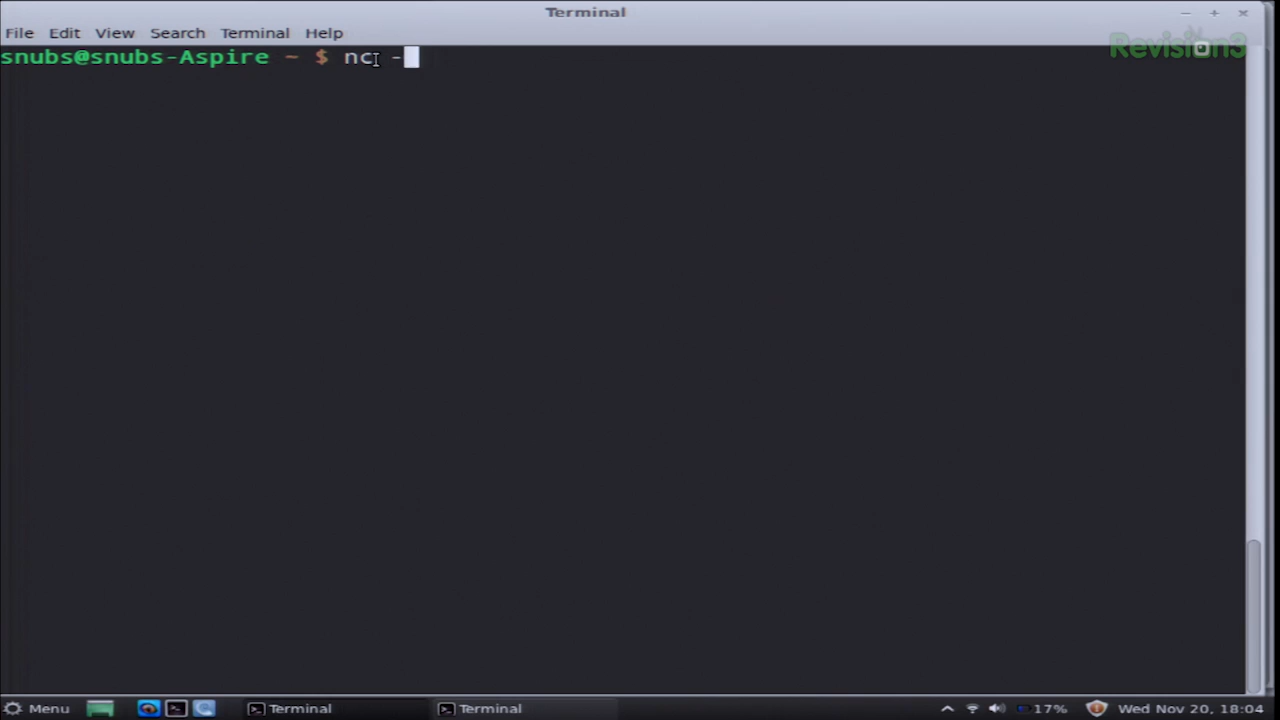 Terminal
File Edit View Search Terminal Help
Revision3
snubs@snubs-Aspire ~ $ nc -
Menu Terminal Terminal 17% Wed Nov 20, 18:04